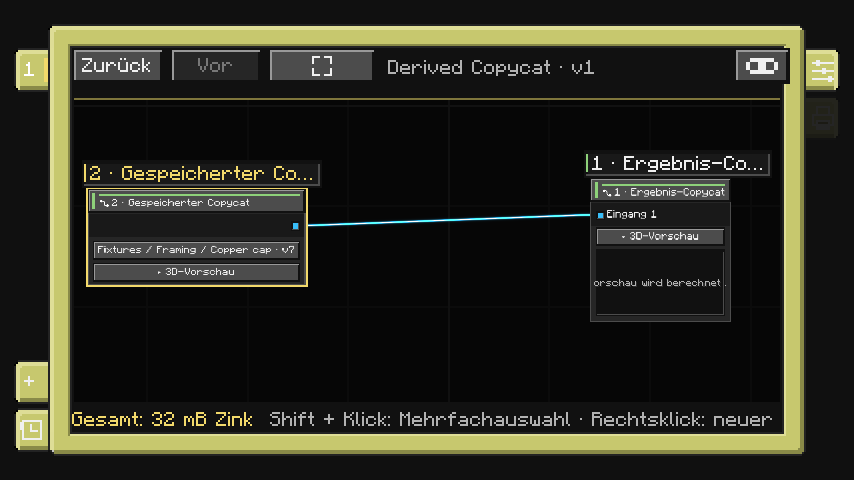 1
Zurück
Vor
Derived Copycat · v1
2 · Gespeicherter Co...
2 · Gespeicherter Copycat
Fixtures / Framing / Copper cap · v7
▸ 3D-Vorschau
1 · Ergebnis-Co...
1 · Ergebnis-Copycat
Eingang 1
▸ 3D-Vorschau
orschau wird berechnet.
+
Gesamt: 32 mB Zink Shift + Klick: Mehrfachauswahl · Rechtsklick: neuer